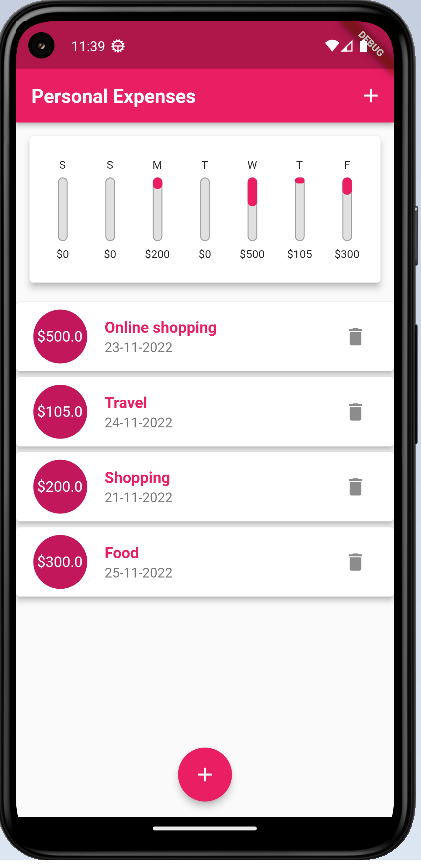 11:39
DEBUG
Personal Expenses
S S M T W T F
$0 $0 $200 $0 $500 $105 $300
$500.0
Online shopping
23-11-2022
$105.0
Travel
24-11-2022
$200.0
Shopping
21-11-2022
$300.0
Food
25-11-2022